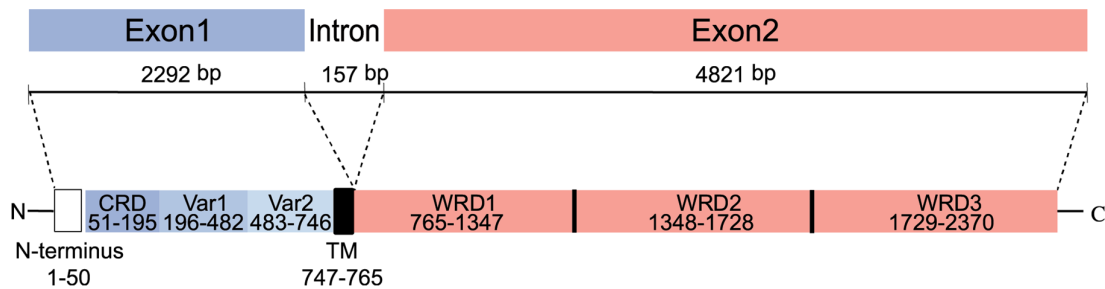 Exon1 Intron Exon2
2292 bp 157 bp 4821 bp
N CRD Var1 Var2 WRD1 WRD2 WRD3 C
51-195 196-482 483-746 765-1347 1348-1728 1729-2370
N-terminus TM
1-50 747-765